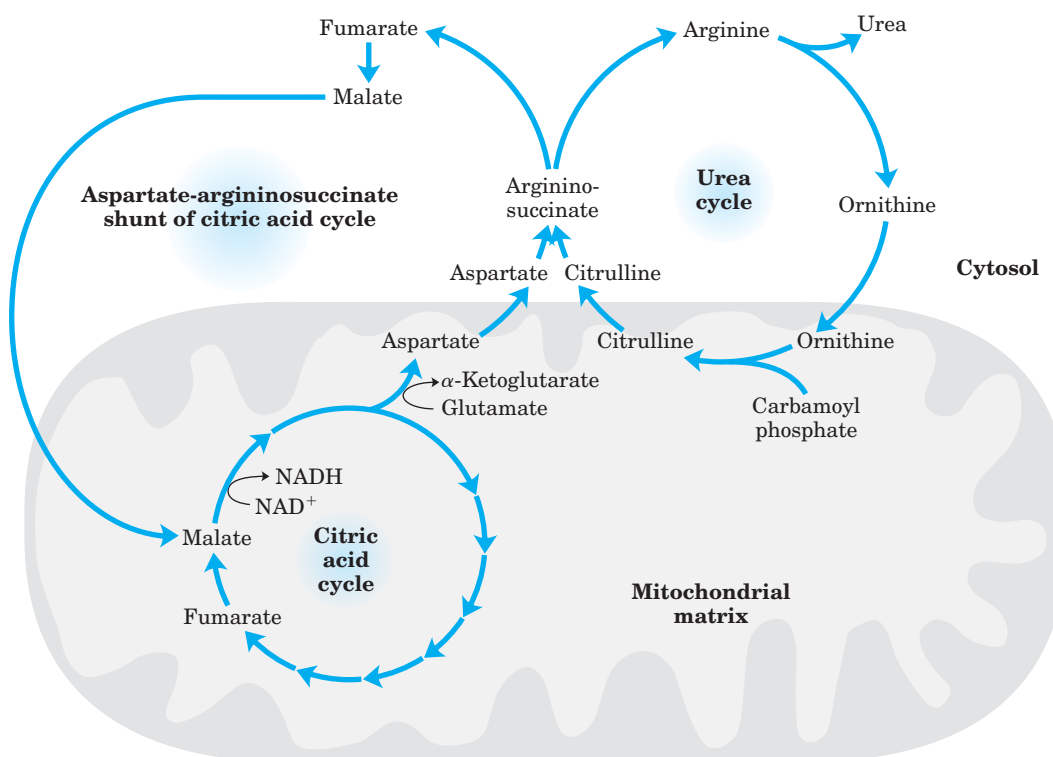 Fumarate
Arginine
Urea
Malate
Aspartate-argininosuccinate
shunt of citric acid cycle
Arginino-
succinate
Urea
cycle
Ornithine
Aspartate
Citrulline
Cytosol
Aspartate
Citrulline
Ornithine
α-Ketoglutarate
Glutamate
Carbamoyl
phosphate
NADH
NAD⁺
Malate
Citric
acid
cycle
Fumarate
Mitochondrial
matrix